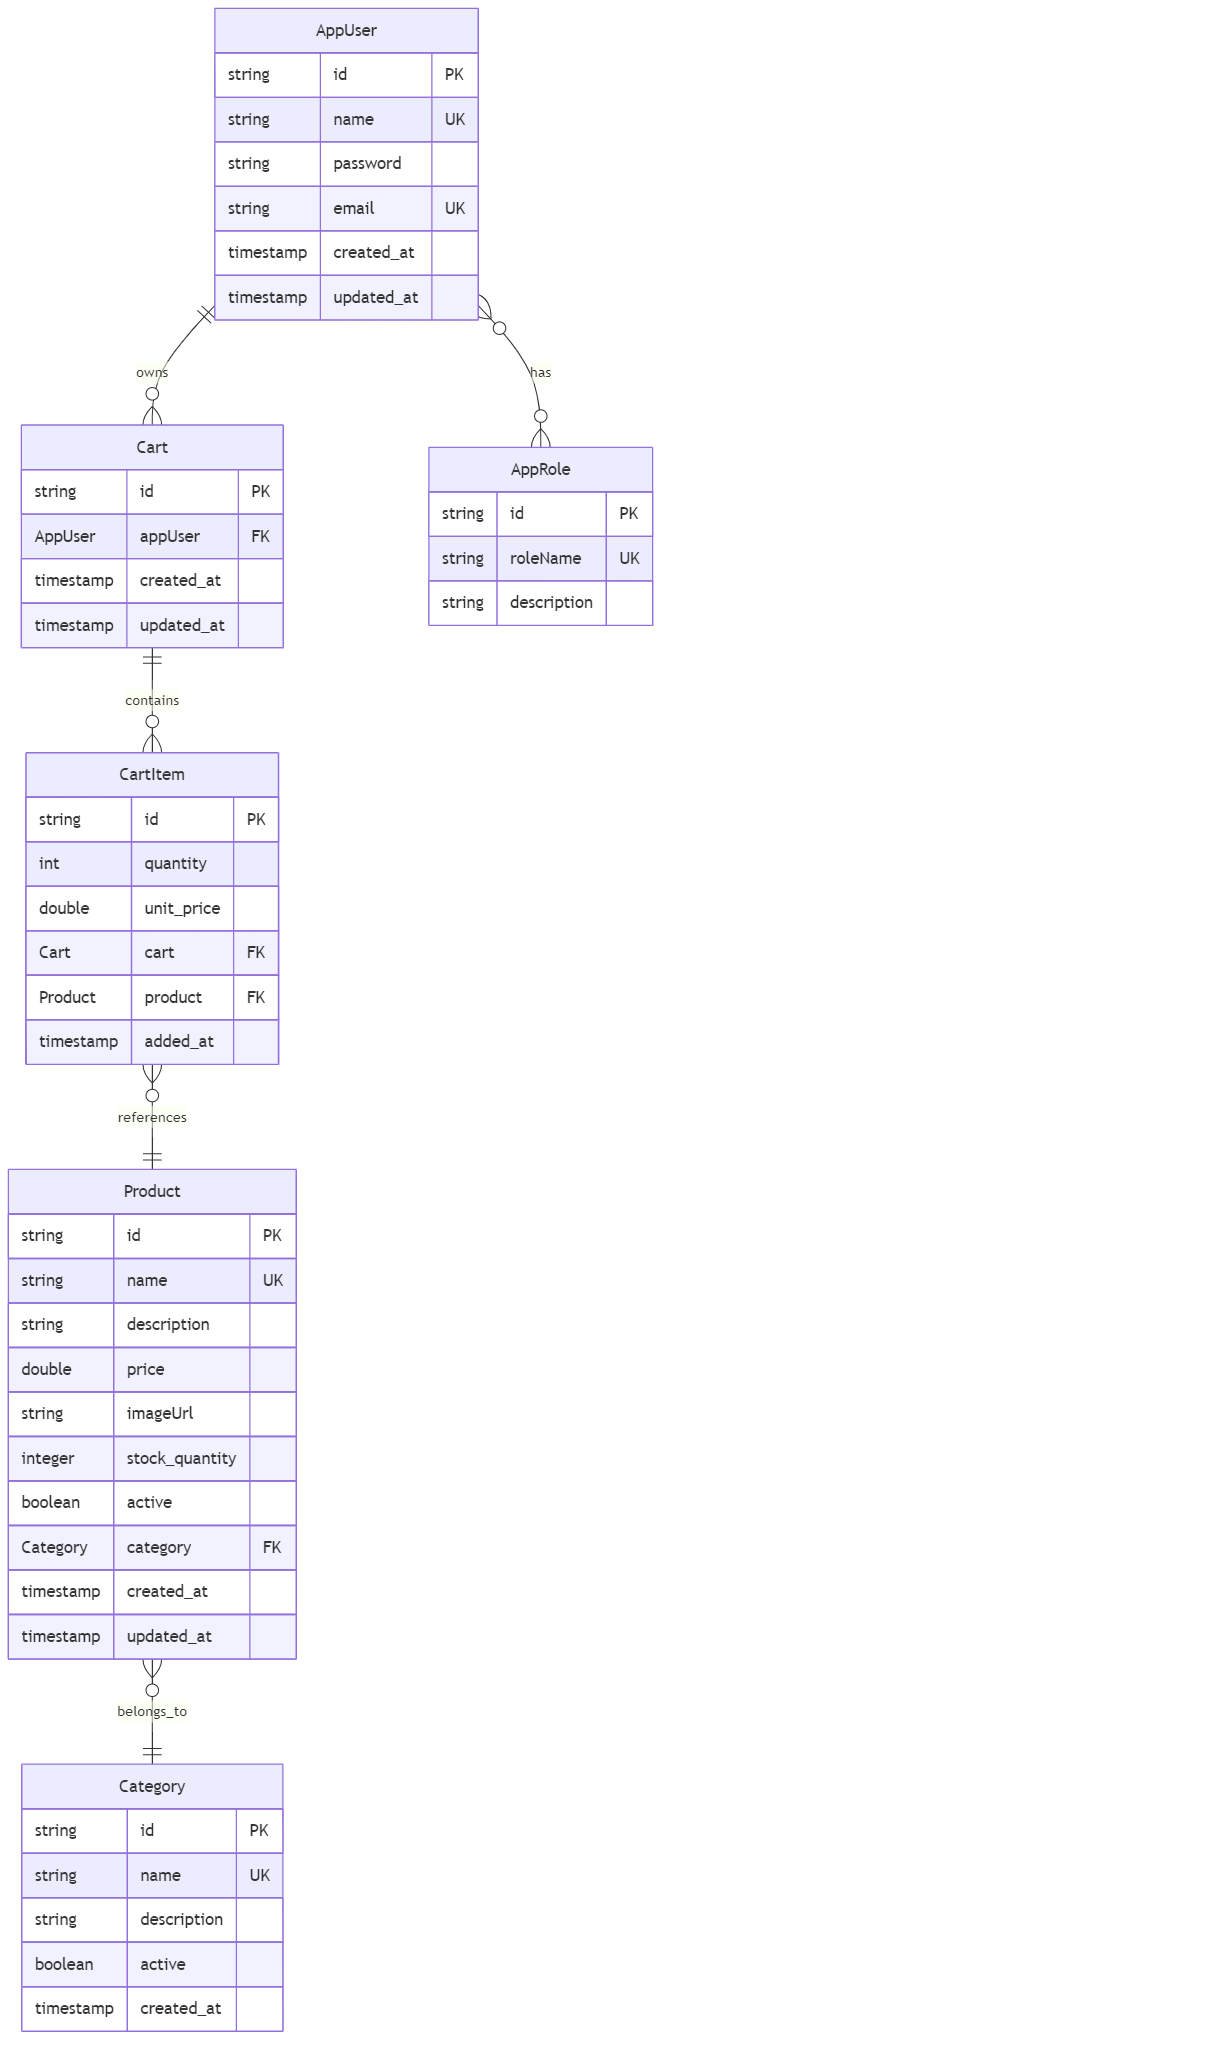 AppUser
string id PK
string name UK
string password
string email UK
timestamp created_at
timestamp updated_at
owns
has
Cart
string id PK
AppUser appUser FK
timestamp created_at
timestamp updated_at
AppRole
string id PK
string roleName UK
string description
contains
CartItem
string id PK
int quantity
double unit_price
Cart cart FK
Product product FK
timestamp added_at
references
Product
string id PK
string name UK
string description
double price
string imageUrl
integer stock_quantity
boolean active
Category category FK
timestamp created_at
timestamp updated_at
belongs_to
Category
string id PK
string name UK
string description
boolean active
timestamp created_at